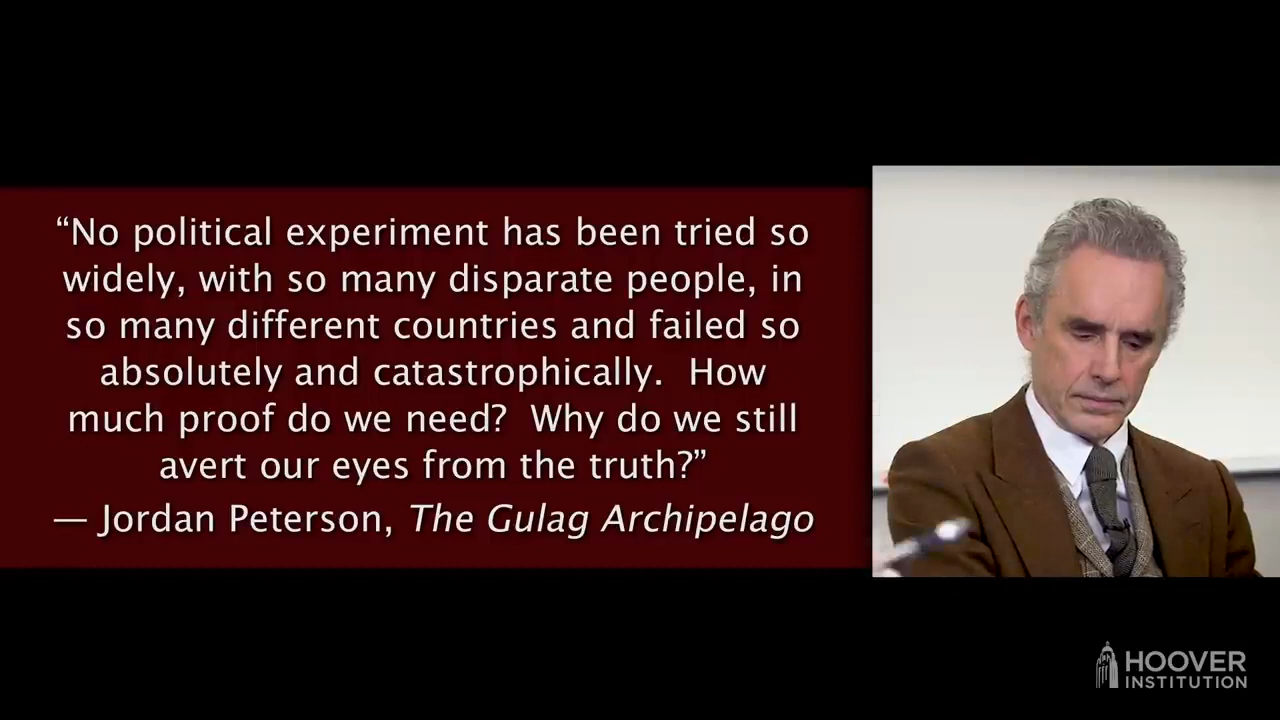 “No political experiment has been tried so
widely, with so many disparate people, in
so many different countries and failed so
absolutely and catastrophically.  How
much proof do we need?  Why do we still
avert our eyes from the truth?”
— Jordan Peterson, The Gulag Archipelago
HOOVER
INSTITUTION